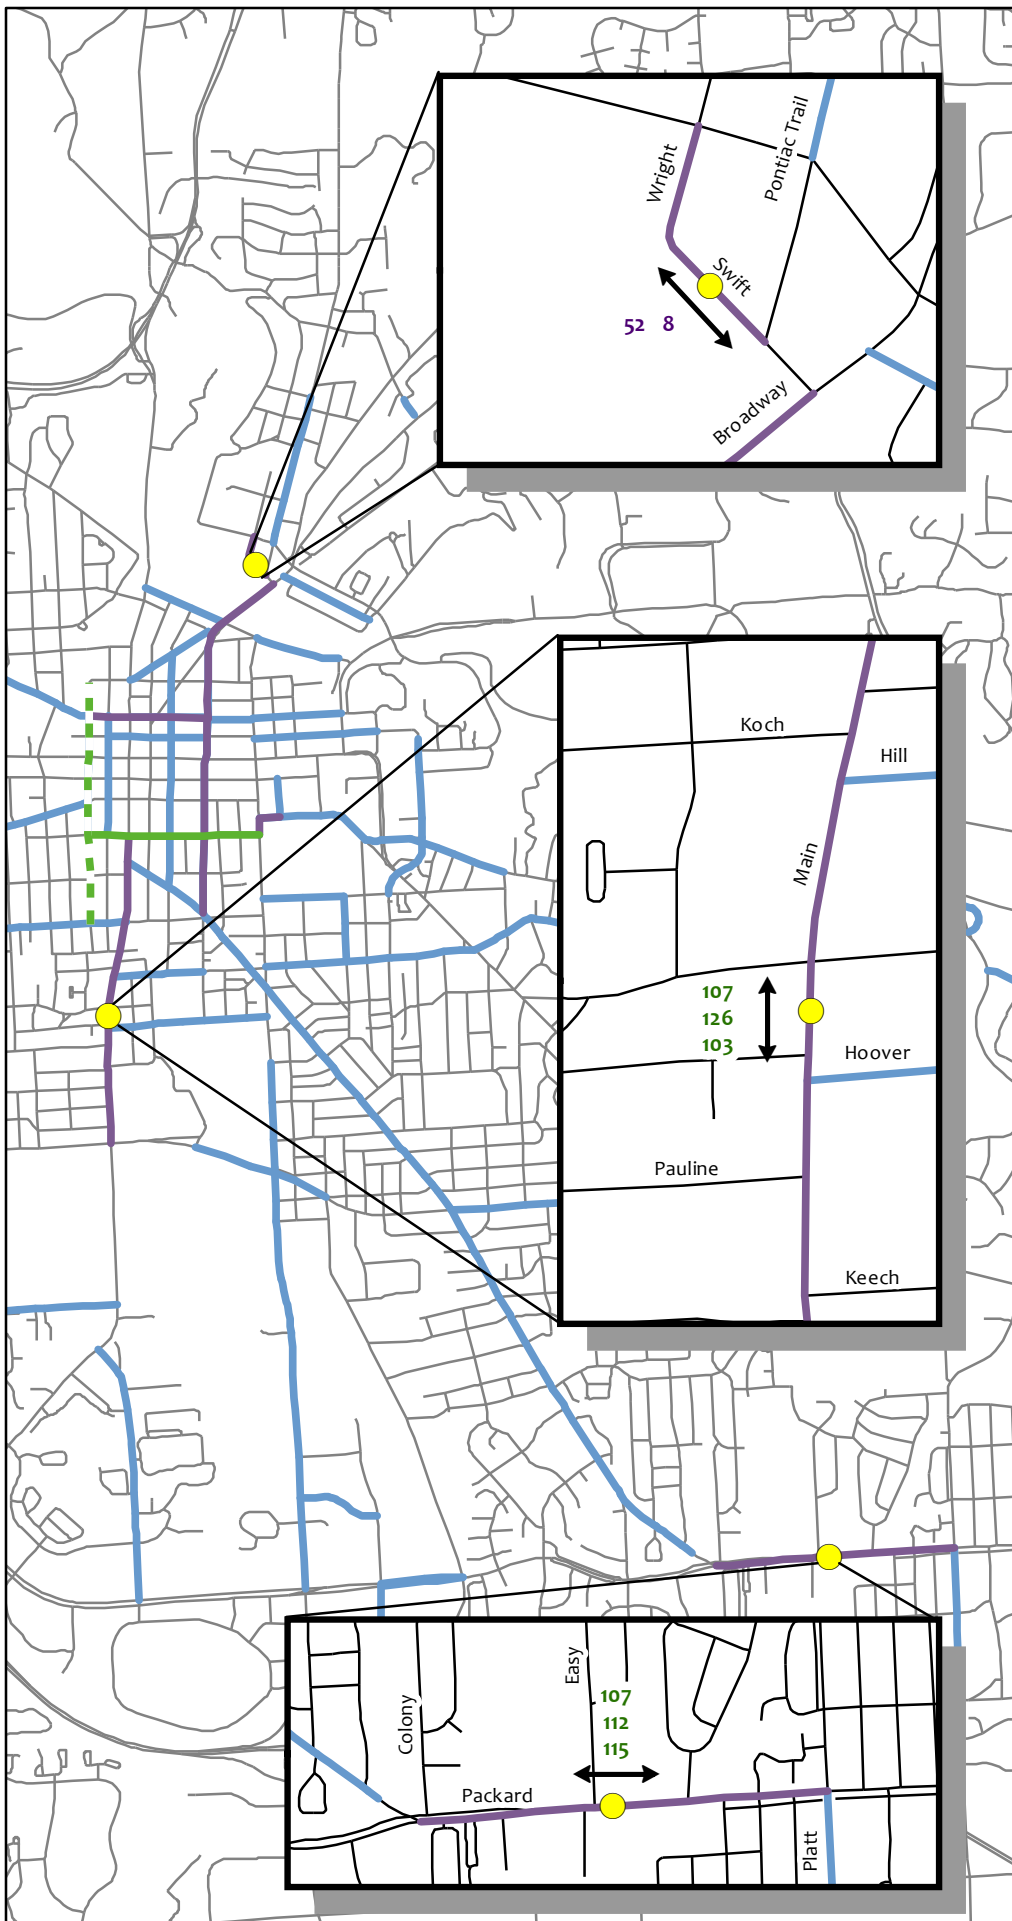 Pontiac Trail
Wright
Swift
52 8
Broadway
Koch
Hill
Main
107
126
103
Hoover
Pauline
Keech
Easy
Colony
107
112
115
Packard
Platt